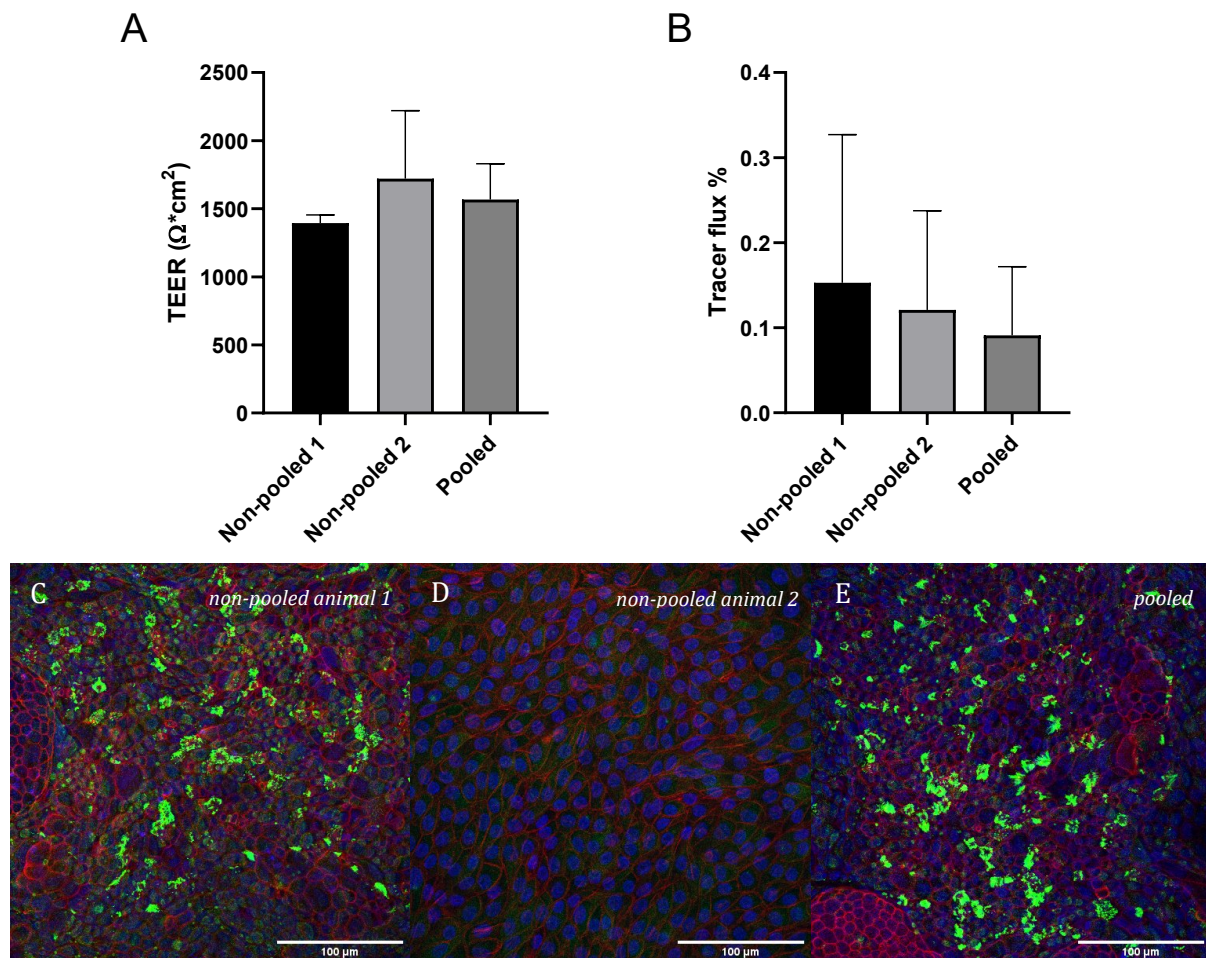 A
B
TEER (Ω*cm²)
2500
2000
1500
1000
500
0
Non-pooled 1
Non-pooled 2
Pooled
Tracer flux %
0.4
0.3
0.2
0.1
0.0
Non-pooled 1
Non-pooled 2
Pooled
C
non-pooled animal 1
D
non-pooled animal 2
E
pooled
100 µm
100 µm
100 µm